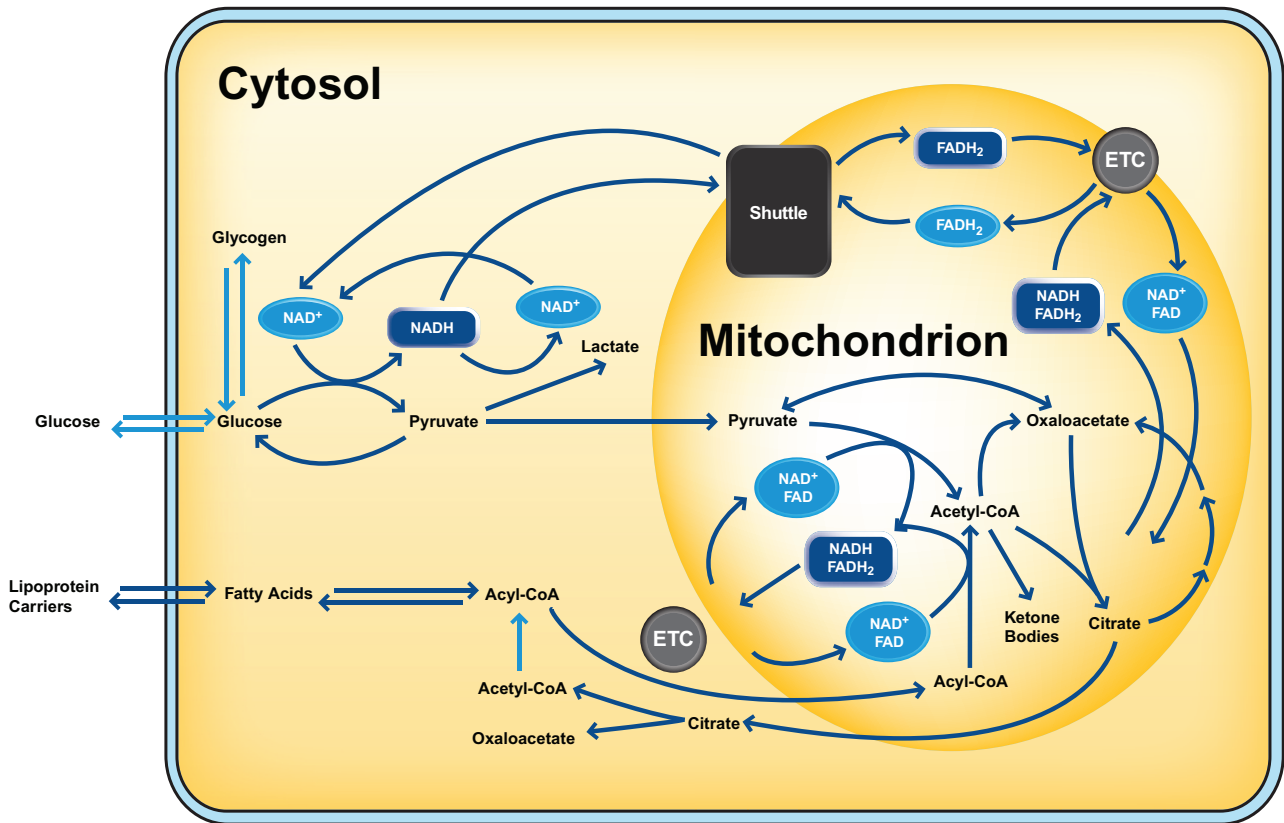 Cytosol
FADH₂
ETC
Shuttle
FADH₂
Glycogen
NAD⁺
NADH
NAD⁺
NADH
FADH₂
NAD⁺
FAD
Mitochondrion
Lactate
Glucose
Glucose
Pyruvate
Pyruvate
Oxaloacetate
NAD⁺
FAD
Acetyl-CoA
NADH
FADH₂
Lipoprotein
Carriers
Fatty Acids
Acyl-CoA
Ketone
Bodies
Citrate
ETC
NAD⁺
FAD
Acetyl-CoA
Acyl-CoA
Citrate
Oxaloacetate